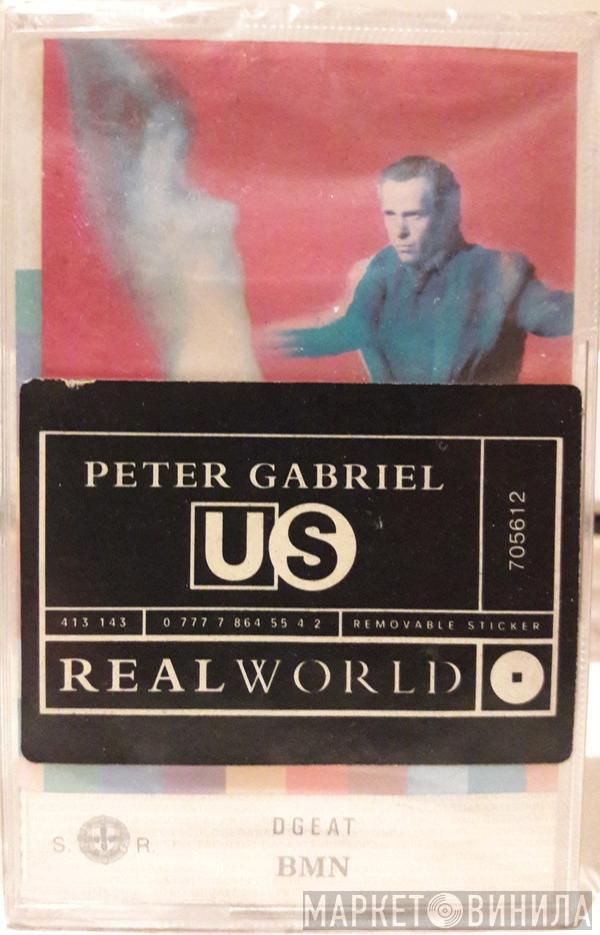 PETER GABRIEL
US
705612
413 143
0 777 7 864 55 4 2
REMOVABLE STICKER
REALWORLD
DGEAT
S. R.
BMN
МАРКЕТ ВИНИЛА